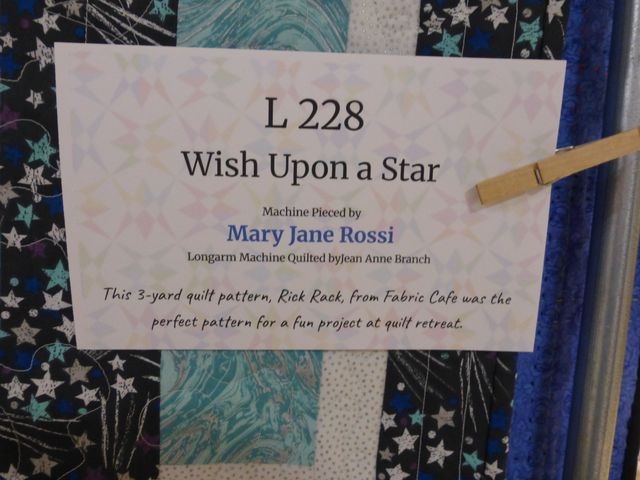 L 228
Wish Upon a Star
Machine Pieced by
Mary Jane Rossi
Longarm Machine Quilted byJean Anne Branch
This 3-yard quilt pattern, Rick Rack, from Fabric Cafe was the
perfect pattern for a fun project at quilt retreat.